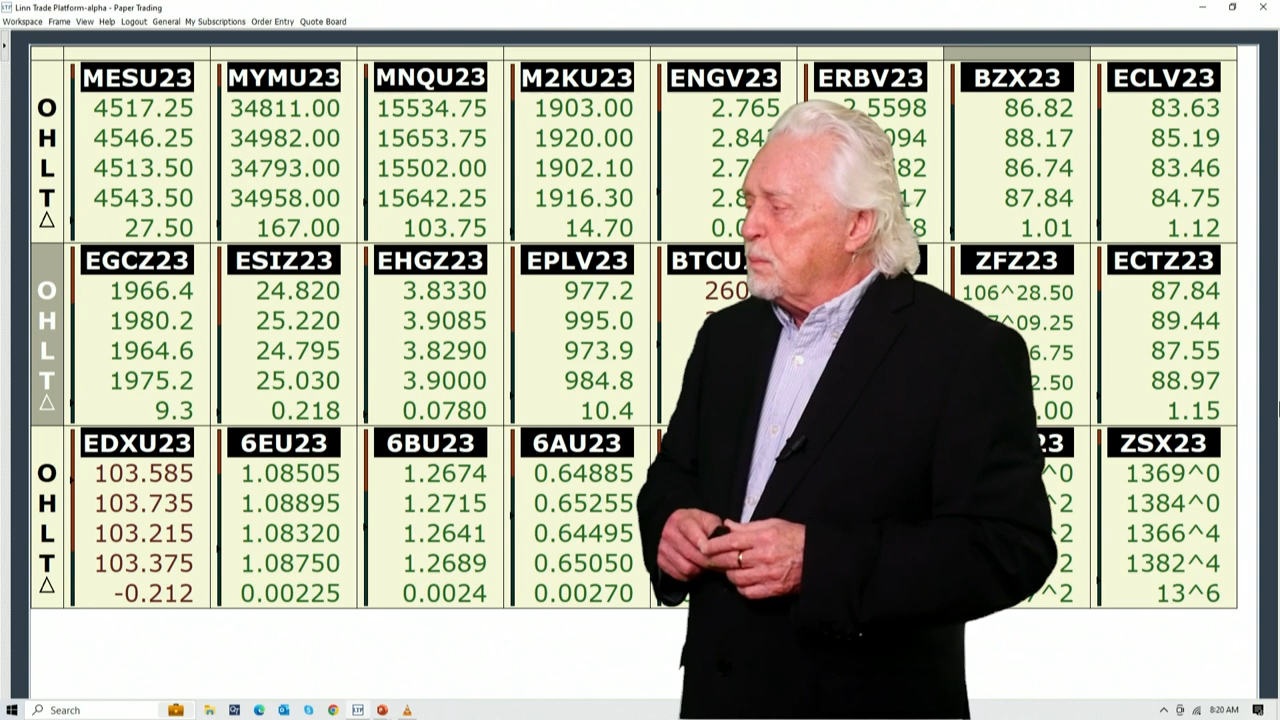 Linn Trade Platform-alpha - Paper Trading
Workspace Frame View Help Logout General My Subscriptions Order Entry Quote Board
MESU23 MYMU23 MNQU23 M2KU23 ENGV23 ERBV23 BZX23 ECLV23
O 4517.25 34811.00 15534.75 1903.00 2.765 2.5598 86.82 83.63
H 4546.25 34982.00 15653.75 1920.00 88.17 85.19
L 4513.50 34793.00 15502.00 1902.10 86.74 83.46
T 4543.50 34958.00 15642.25 1916.30 87.84 84.75
△ 27.50 167.00 103.75 14.70 1.01 1.12
EGCZ23 ESIZ23 EHGZ23 EPLV23 ZFZ23 ECTZ23
O 1966.4 24.820 3.8330 977.2 106^28.50 87.84
H 1980.2 25.220 3.9085 995.0 89.44
L 1964.6 24.795 3.8290 973.9 87.55
T 1975.2 25.030 3.9000 984.8 88.97
△ 9.3 0.218 0.0780 10.4 1.15
EDXU23 6EU23 6BU23 6AU23 ZSX23
O 103.585 1.08505 1.2674 0.64885 1369^0
H 103.735 1.08895 1.2715 0.65255 1384^0
L 103.215 1.08320 1.2641 0.64495 1366^4
T 103.375 1.08750 1.2689 0.65050 1382^4
△ -0.212 0.00225 0.0024 0.00270 13^6
Search 8:20 AM